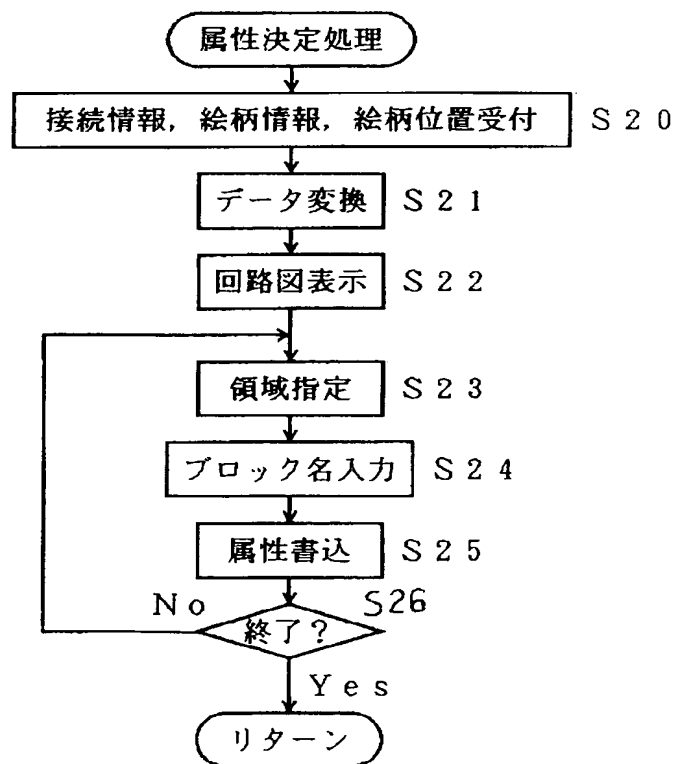 属性決定処理
接続情報，絵柄情報，絵柄位置受付 S20
データ変換 S21
回路図表示 S22
領域指定 S23
ブロック名入力 S24
属性書込 S25
No S26
終了？
Yes
リターン